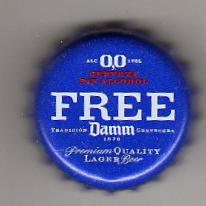 ALC 0,0 %VOL
CERVEZA
SIN ALCOHOL
FREE
TRADICIÓN Damm CERVECERA
1876
Premium QUALITY
LAGER Beer